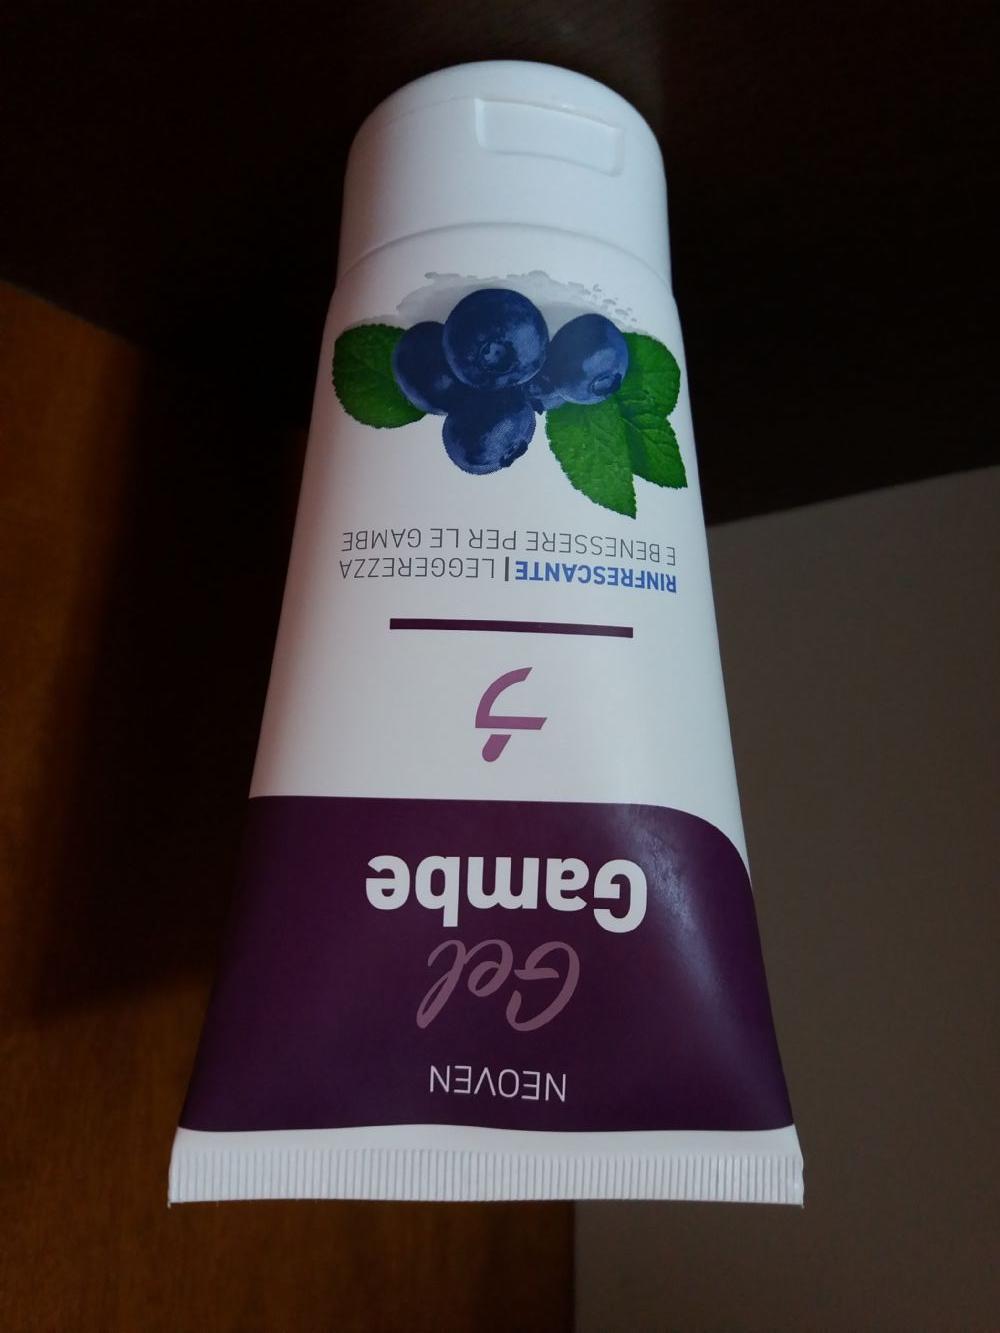 NEOVEN
Gel
Gambe
RINFRESCANTE | LEGGEREZZA
E BENESSERE PER LE GAMBE